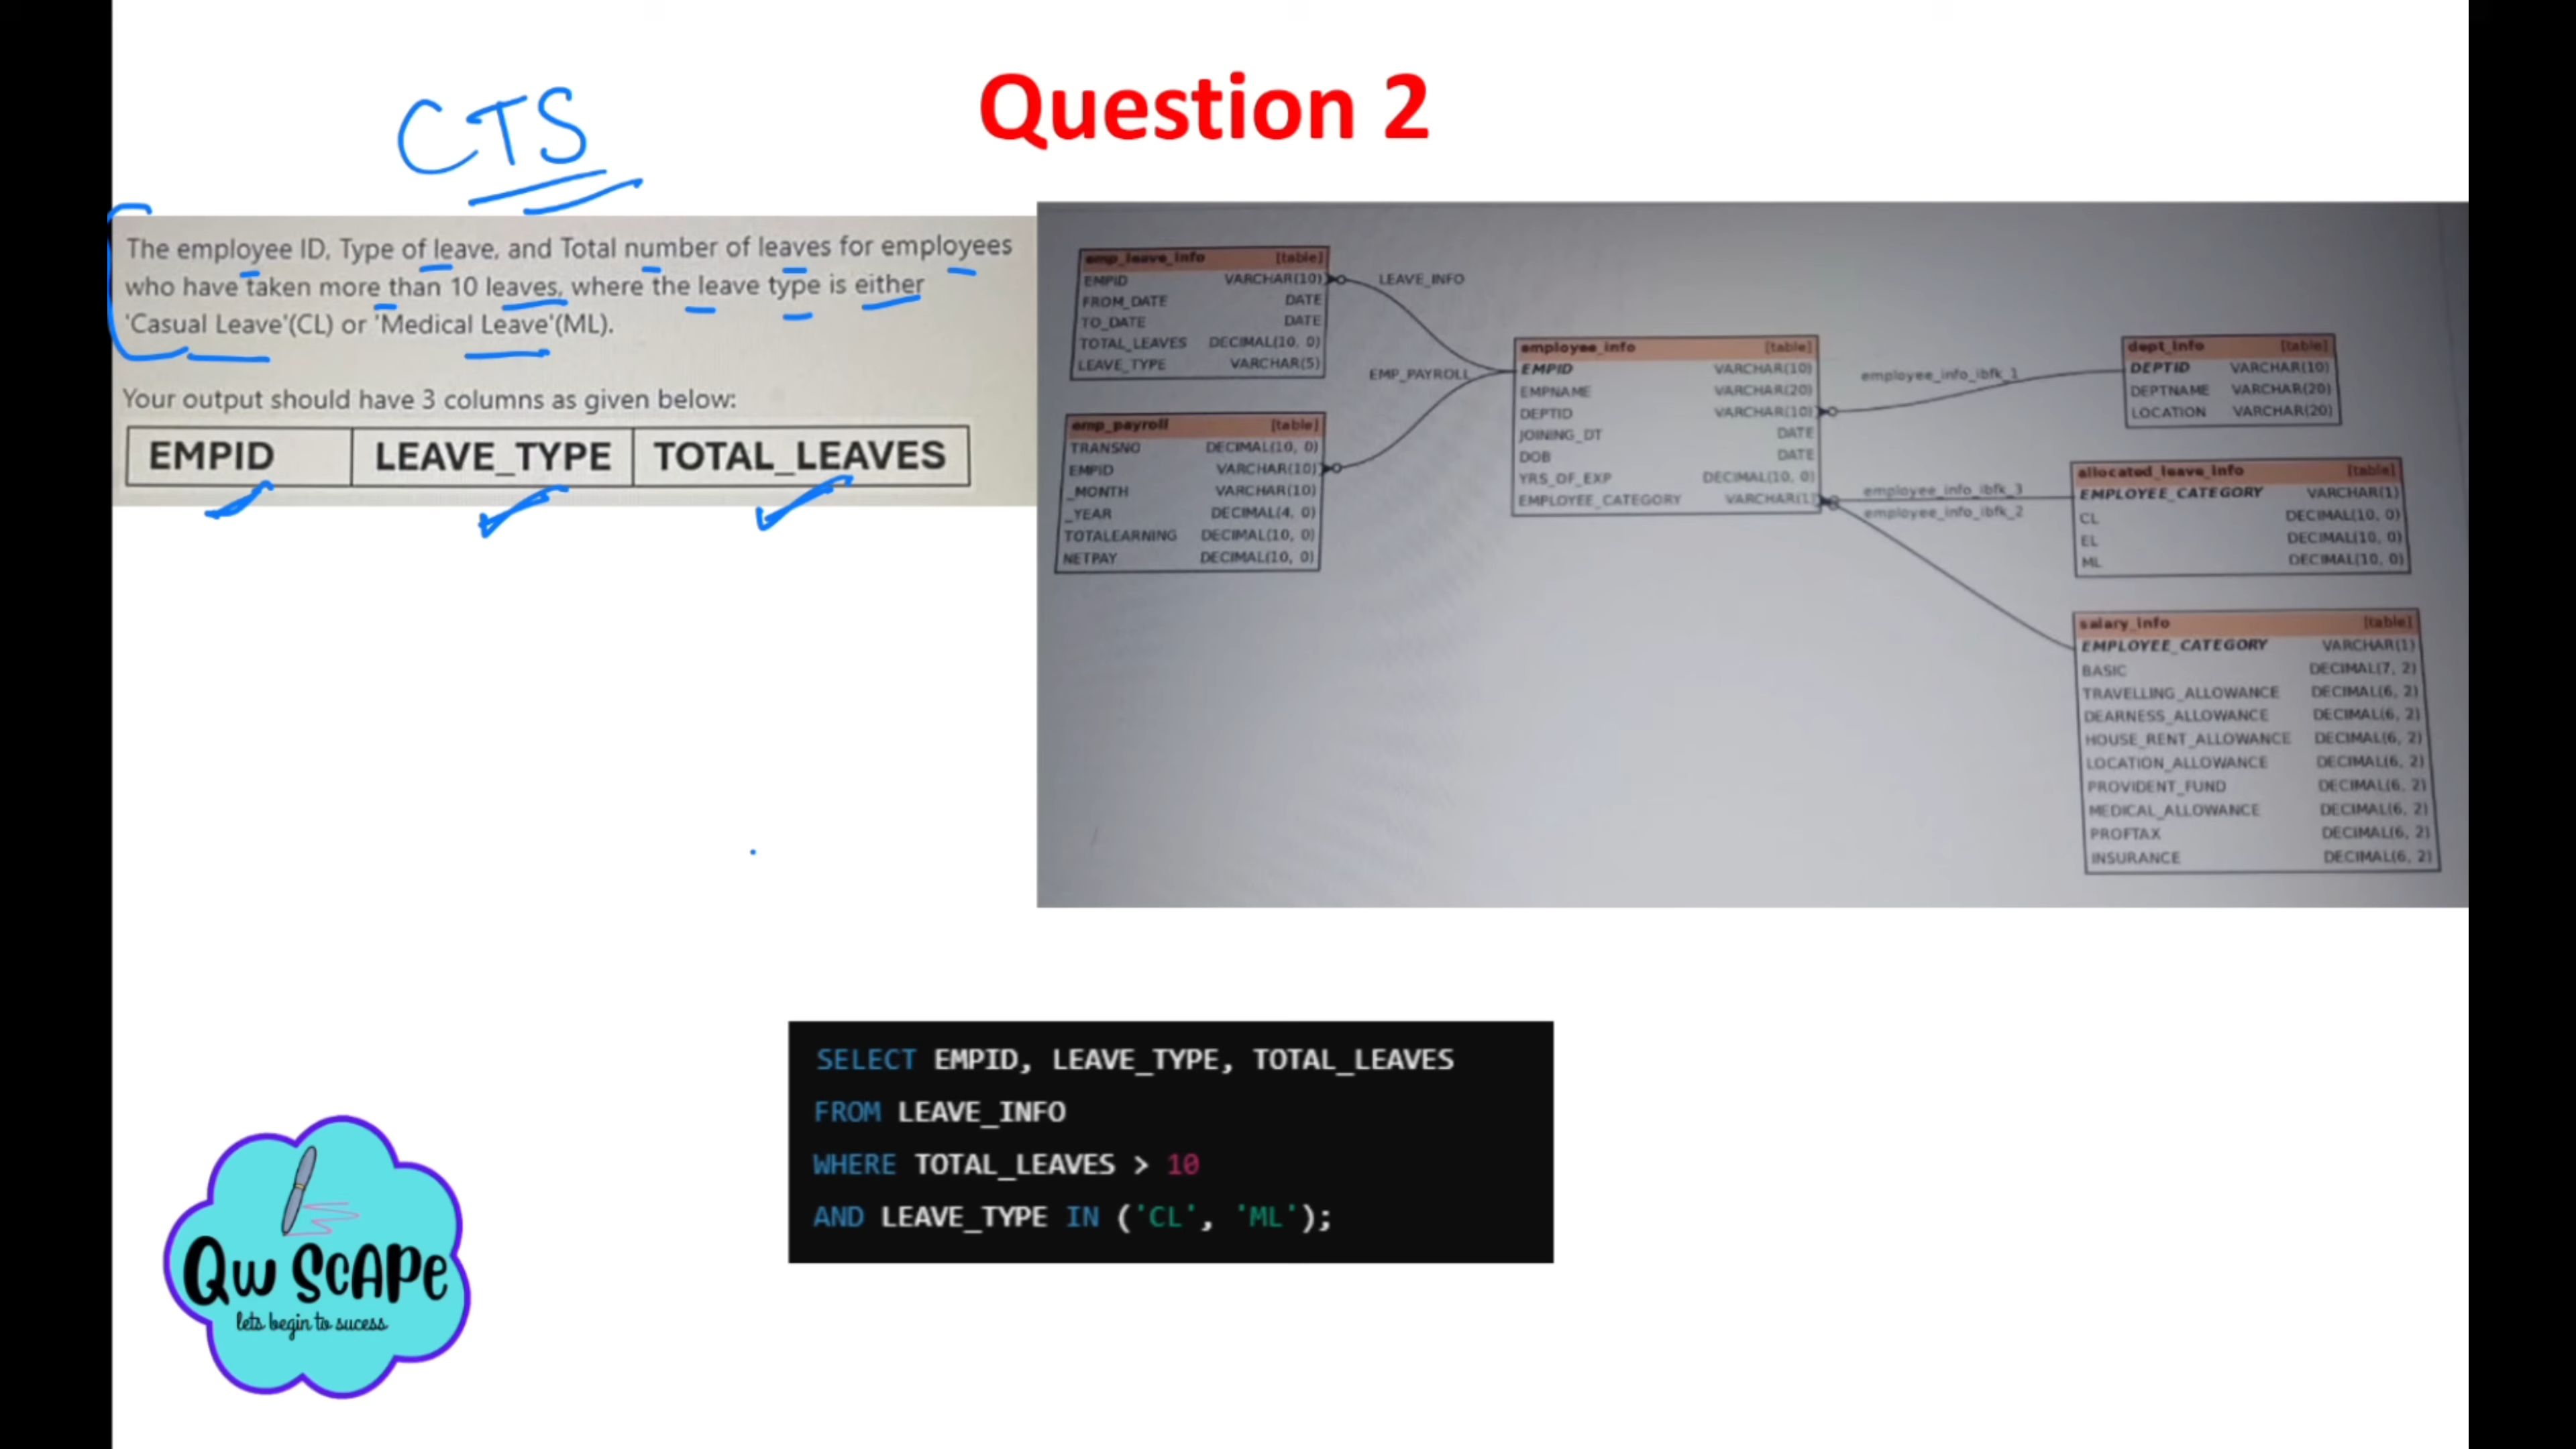 CTS
Question 2
The employee ID, Type of leave, and Total number of leaves for employees
who have taken more than 10 leaves, where the leave type is either
'Casual Leave'(CL) or 'Medical Leave'(ML).
Your output should have 3 columns as given below:
EMPID LEAVE_TYPE TOTAL_LEAVES
emp_leave_info [table]
EMPID VARCHAR(10)
FROM_DATE DATE
TO_DATE DATE
TOTAL_LEAVES DECIMAL(10, 0)
LEAVE_TYPE VARCHAR(5)
LEAVE_INFO
EMP_PAYROLL
emp_payroll [table]
TRANSNO DECIMAL(10, 0)
EMPID VARCHAR(10)
_MONTH VARCHAR(10)
_YEAR DECIMAL(4, 0)
TOTALEARNING DECIMAL(10, 0)
NETPAY DECIMAL(10, 0)
employee_info [table]
EMPID VARCHAR(10)
EMPNAME VARCHAR(20)
DEPTID VARCHAR(10)
JOINING_DT DATE
DOB DATE
YRS_OF_EXP DECIMAL(10, 0)
EMPLOYEE_CATEGORY VARCHAR(1)
employee_info_ibfk_1
employee_info_ibfk_3
employee_info_ibfk_2
dept_info [table]
DEPTID VARCHAR(10)
DEPTNAME VARCHAR(20)
LOCATION VARCHAR(20)
allocated_leave_info [table]
EMPLOYEE_CATEGORY VARCHAR(1)
CL DECIMAL(10, 0)
EL DECIMAL(10, 0)
ML DECIMAL(10, 0)
salary_info [table]
EMPLOYEE_CATEGORY VARCHAR(1)
BASIC DECIMAL(7, 2)
TRAVELLING_ALLOWANCE DECIMAL(6, 2)
DEARNESS_ALLOWANCE DECIMAL(6, 2)
HOUSE_RENT_ALLOWANCE DECIMAL(6, 2)
LOCATION_ALLOWANCE DECIMAL(6, 2)
PROVIDENT_FUND DECIMAL(6, 2)
MEDICAL_ALLOWANCE DECIMAL(6, 2)
PROFTAX DECIMAL(6, 2)
INSURANCE DECIMAL(6, 2)
SELECT EMPID, LEAVE_TYPE, TOTAL_LEAVES
FROM LEAVE_INFO
WHERE TOTAL_LEAVES > 10
AND LEAVE_TYPE IN ('CL', 'ML');
Qw ScAPe
lets begin to sucess